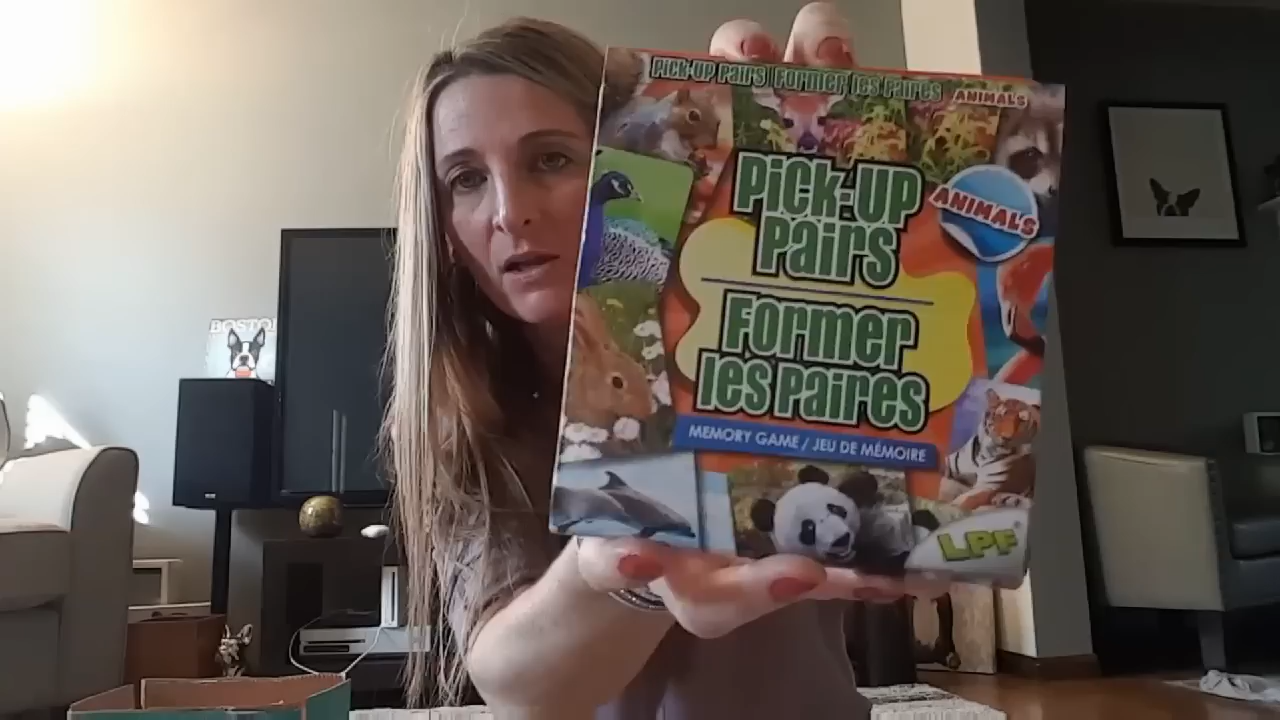 PiCK-UP PaiRS | FORMER leS PaiReS ANIMALS
ANIMALS
PiCK-UP
PaiRS
FORMER
leS PaiReS
MEMORY GAME / JEU DE MÉMOIRE
LPF
BOSTO